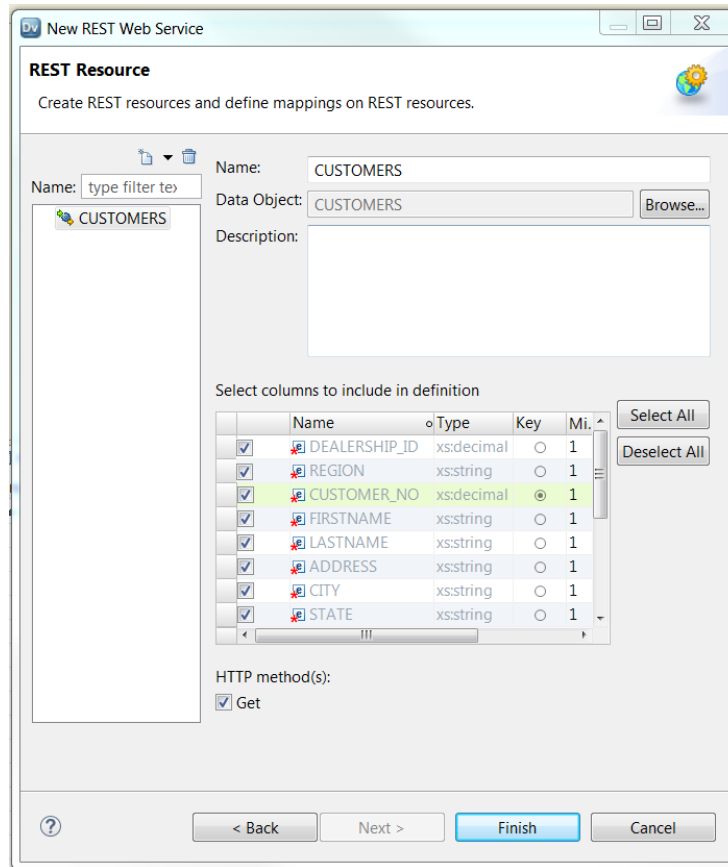 Dv New REST Web Service
REST Resource
Create REST resources and define mappings on REST resources.
Name: type filter tex
CUSTOMERS
Name: CUSTOMERS
Data Object: CUSTOMERS Browse...
Description:
Select columns to include in definition
Name Type Key Mi.
DEALERSHIP_ID xs:decimal 1
REGION xs:string 1
CUSTOMER_NO xs:decimal 1
FIRSTNAME xs:string 1
LASTNAME xs:string 1
ADDRESS xs:string 1
CITY xs:string 1
STATE xs:string 1
Select All
Deselect All
HTTP method(s):
Get
? < Back Next > Finish Cancel